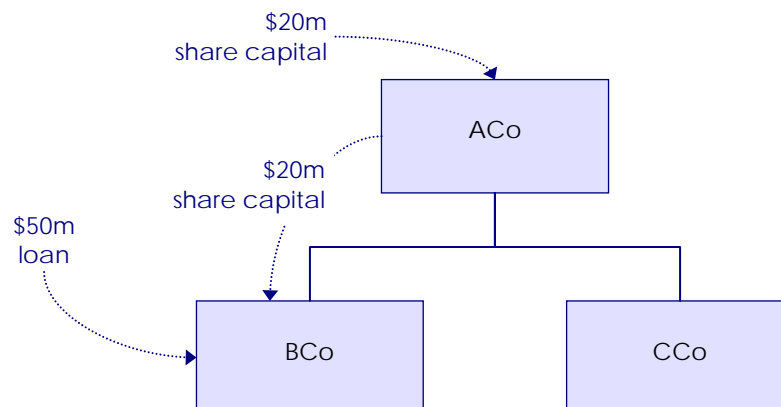 $20m
share capital
ACo
$20m
share capital
$50m
loan
BCo
CCo